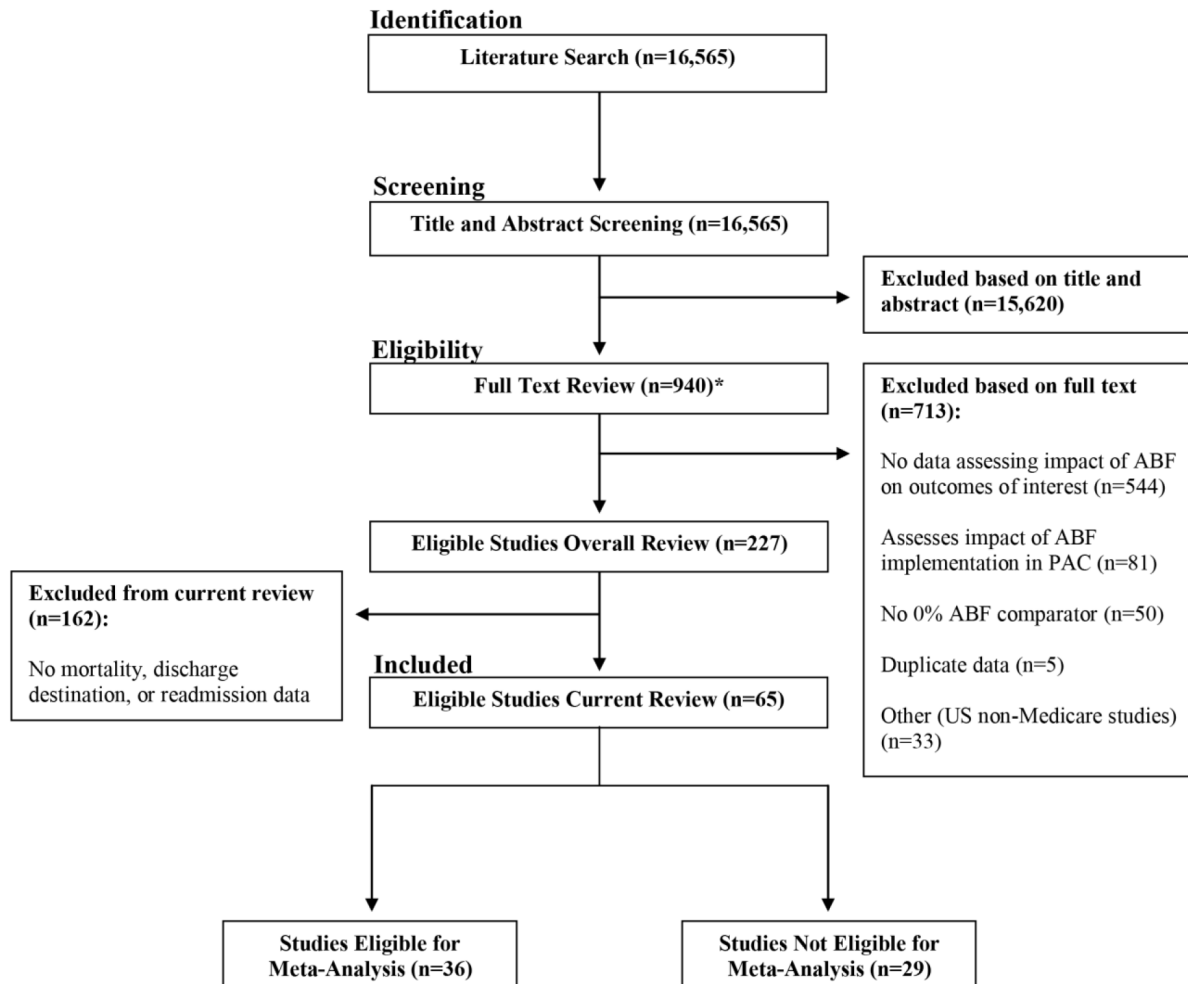 Identification
Literature Search (n=16,565)
Screening
Title and Abstract Screening (n=16,565)
Excluded based on title and
abstract (n=15,620)
Eligibility
Full Text Review (n=940)*
Excluded based on full text
(n=713):
No data assessing impact of ABF
on outcomes of interest (n=544)
Assesses impact of ABF
implementation in PAC (n=81)
No 0% ABF comparator (n=50)
Duplicate data (n=5)
Other (US non-Medicare studies)
(n=33)
Eligible Studies Overall Review (n=227)
Excluded from current review
(n=162):
No mortality, discharge
destination, or readmission data
Included
Eligible Studies Current Review (n=65)
Studies Eligible for
Meta-Analysis (n=36)
Studies Not Eligible for
Meta-Analysis (n=29)